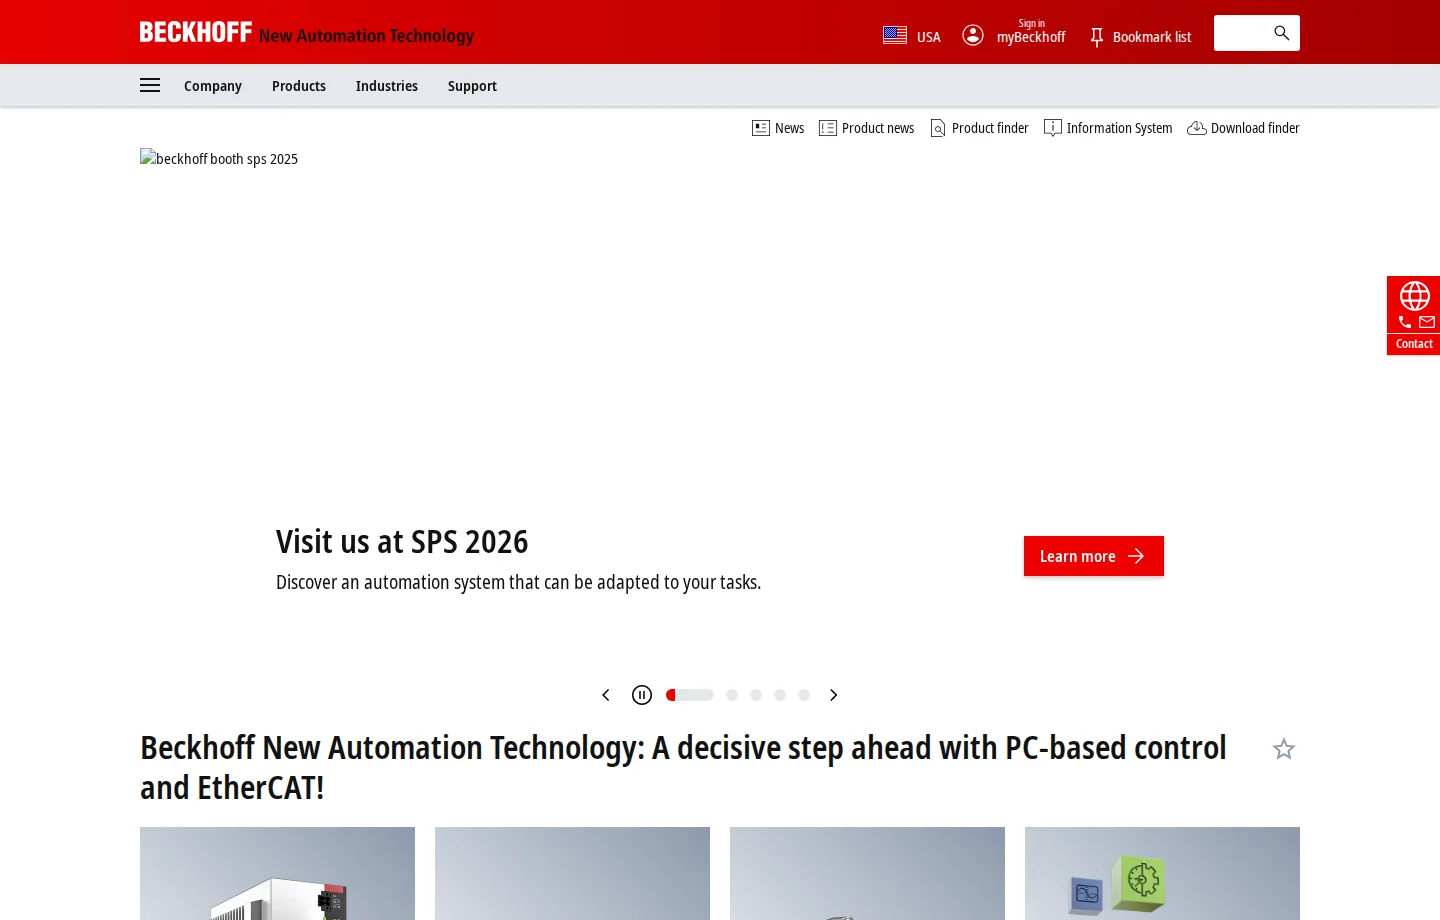 BECKHOFF New Automation Technology
USA
Sign in
myBeckhoff
Bookmark list
Company
Products
Industries
Support
News
Product news
Product finder
Information System
Download finder
beckhoff booth sps 2025
Contact
Visit us at SPS 2026
Discover an automation system that can be adapted to your tasks.
Learn more
Beckhoff New Automation Technology: A decisive step ahead with PC-based control
and EtherCAT!